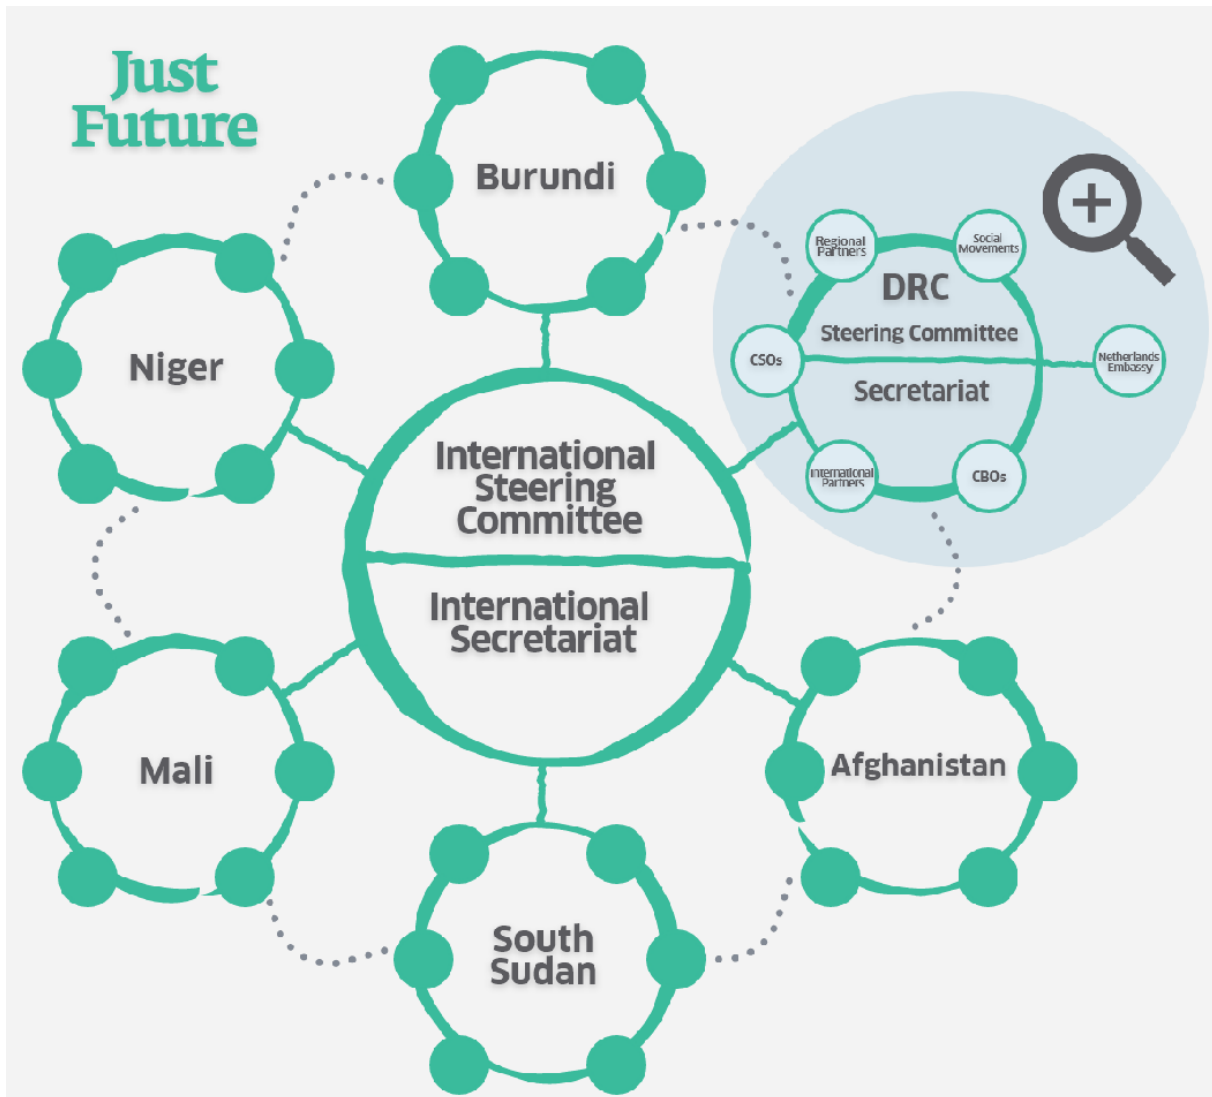 Just
Future
Burundi
Regional
Partners
Social
Movements
DRC
Steering Committee
CSOs
Netherlands
Embassy
Secretariat
International
Partners
CBOs
Niger
International
Steering
Committee
International
Secretariat
Mali
Afghanistan
South
Sudan